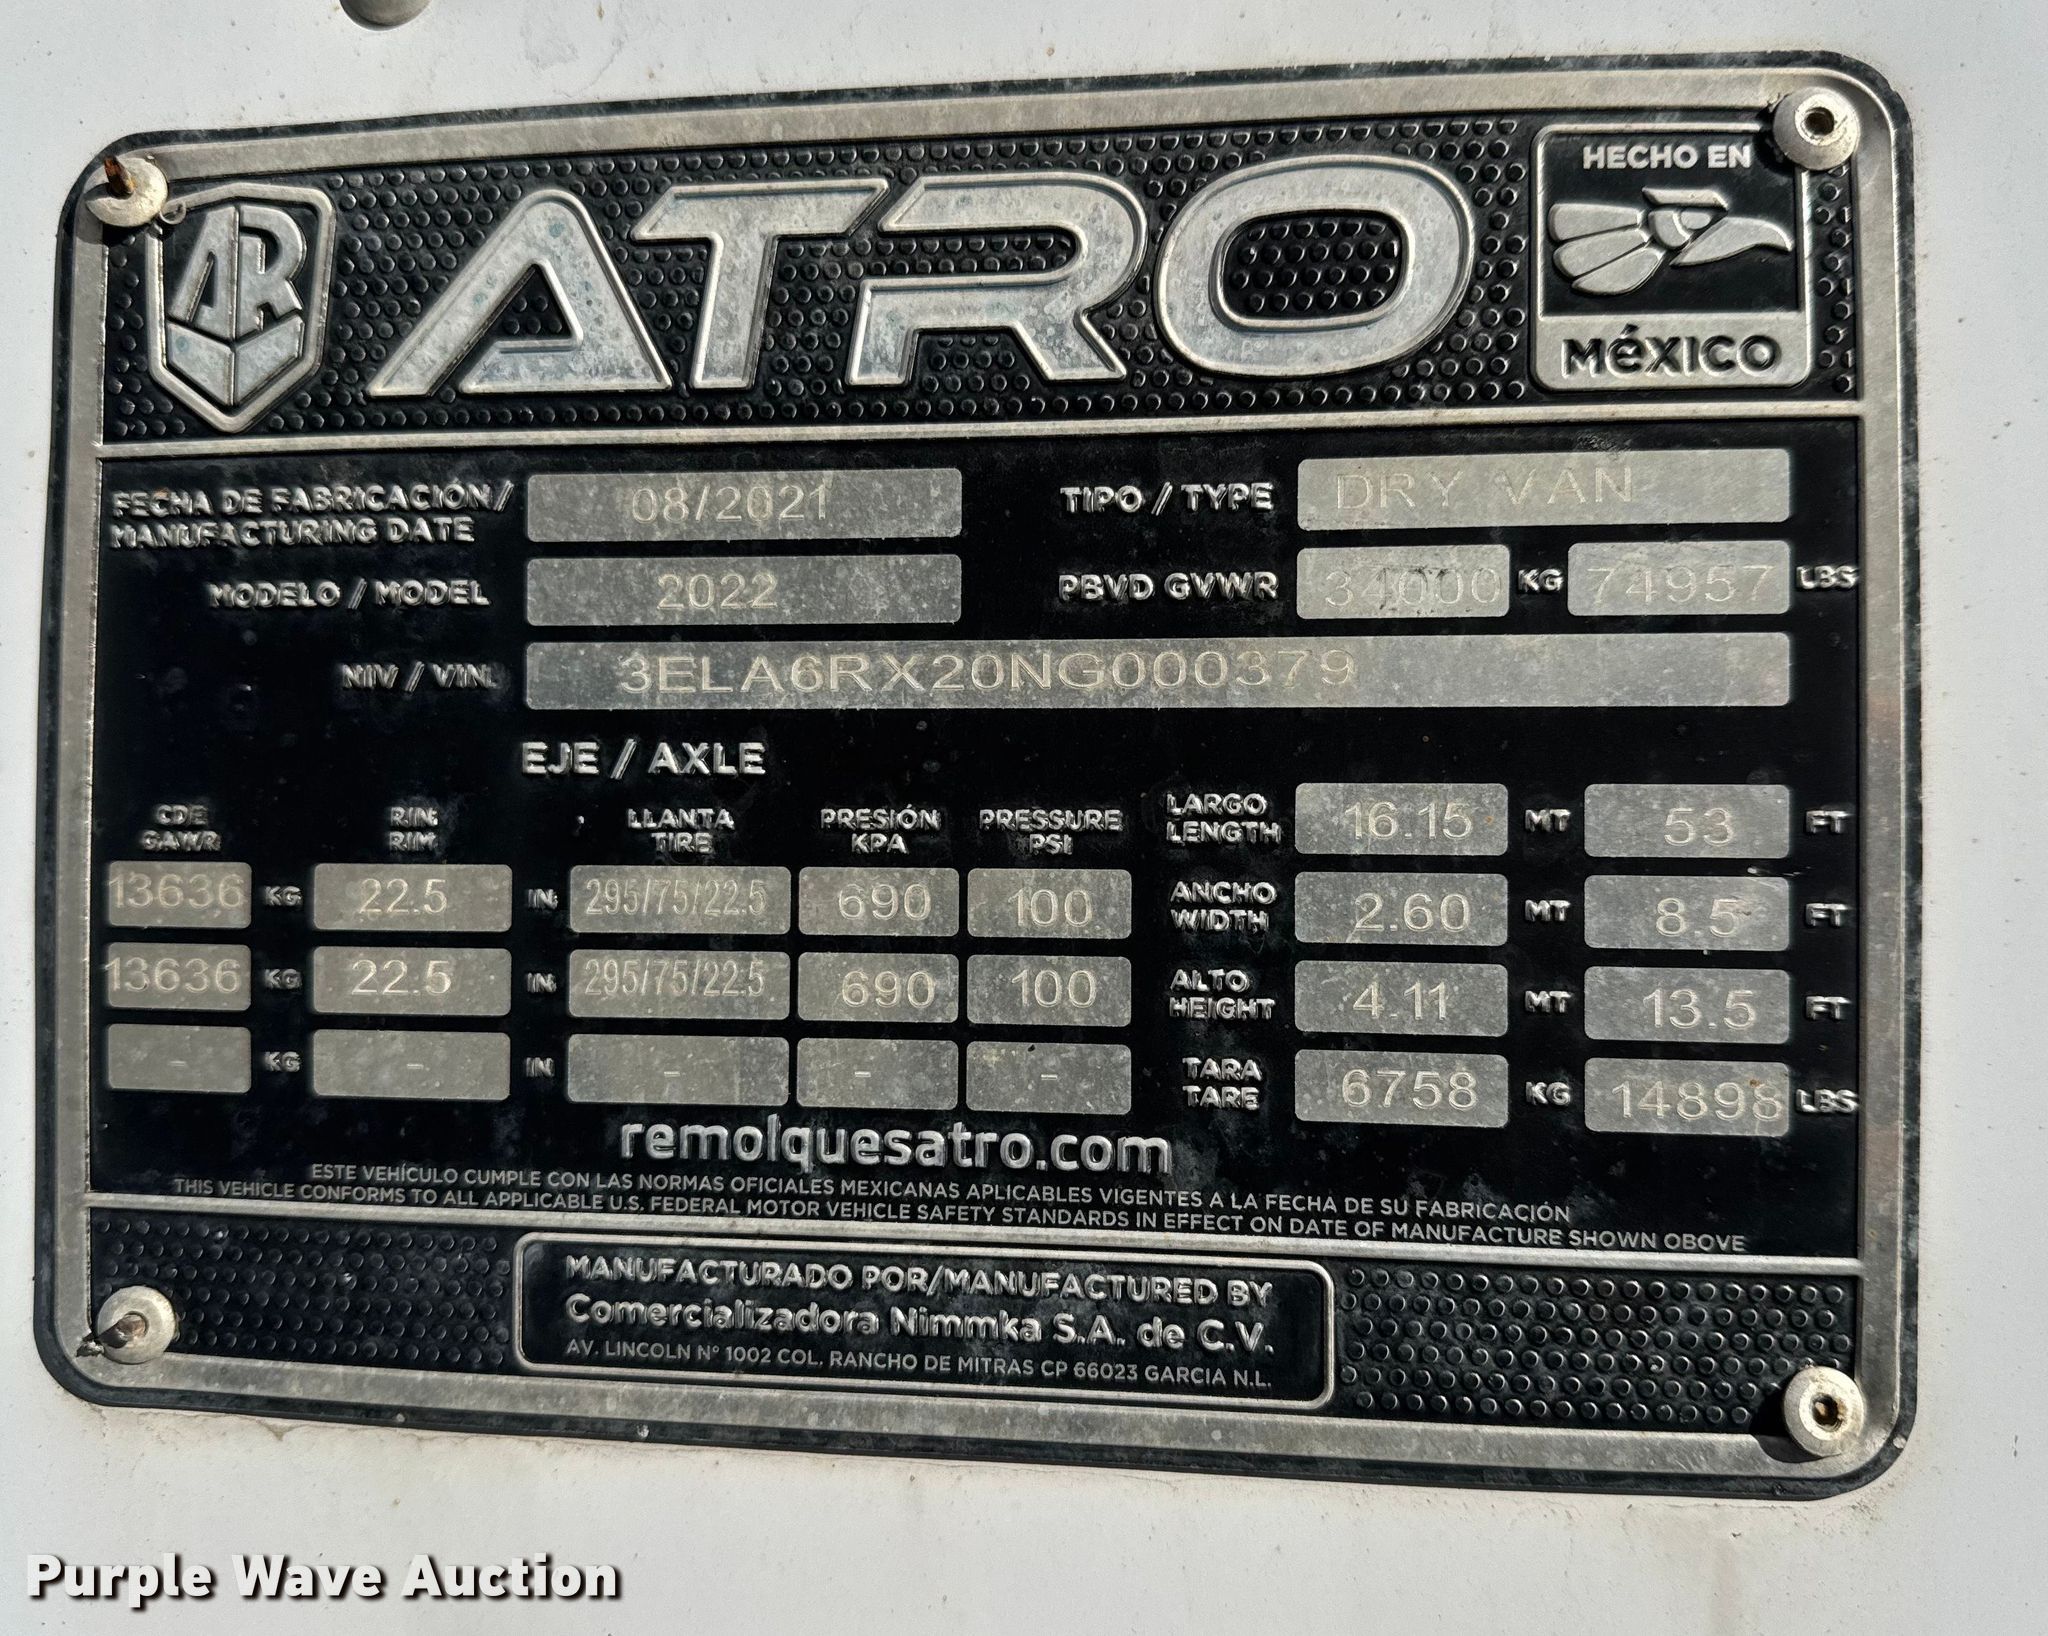 AR ATRO
HECHO EN
MéXICO
FECHA DE FABRICACIÓN/
MANUFACTURING DATE
08/2021
TIPO / TYPE
DRY VAN
MODELO / MODEL
2022
PBVD GVWR
34000 KG 74957 LBS
NIV / VIN.
3ELA6RX20NG000379
EJE / AXLE
CDE
GAWR
RIN
RIM
LLANTA
TIRE
PRESIÓN
KPA
PRESSURE
PSI
13636 KG 22.5 IN 295/75/22.5 690 100
13636 KG 22.5 IN 295/75/22.5 690 100
- KG - IN - - -
LARGO
LENGTH
16.15 MT 53 FT
ANCHO
WIDTH
2.60 MT 8.5 FT
ALTO
HEIGHT
4.11 MT 13.5 FT
TARA
TARE
6758 KG 14898 LBS
remolquesatro.com
ESTE VEHÍCULO CUMPLE CON LAS NORMAS OFICIALES MEXICANAS APLICABLES VIGENTES A LA FECHA DE SU FABRICACIÓN
THIS VEHICLE CONFORMS TO ALL APPLICABLE U.S. FEDERAL MOTOR VEHICLE SAFETY STANDARDS IN EFFECT ON DATE OF MANUFACTURE SHOWN OBOVE
MANUFACTURADO POR/MANUFACTURED BY
Comercializadora Nimmka S.A. de C.V.
AV. LINCOLN N° 1002 COL. RANCHO DE MITRAS CP 66023 GARCIA N.L.
Purple Wave Auction